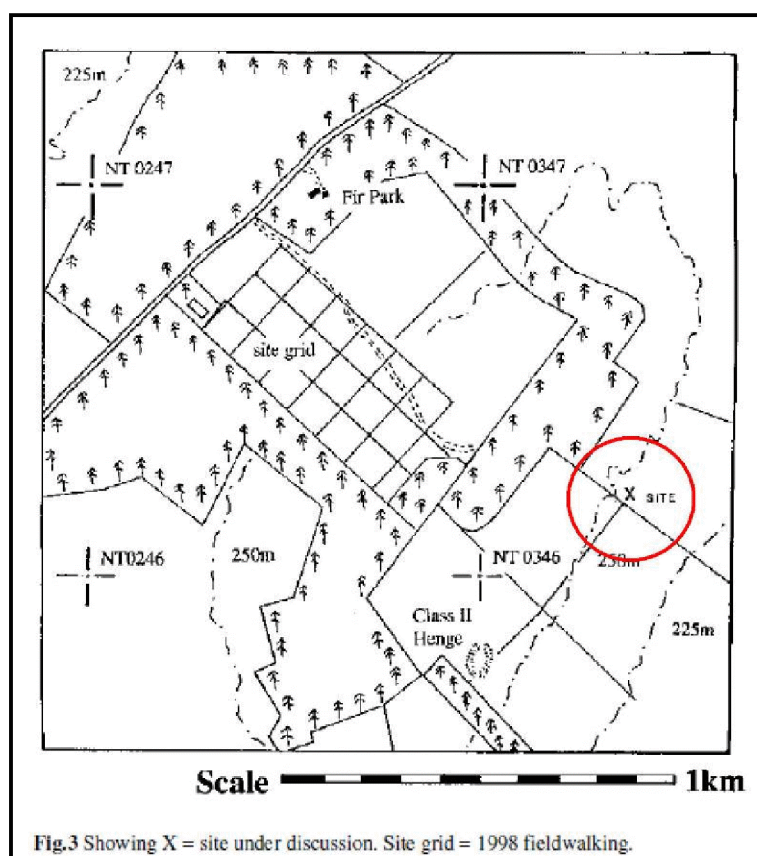 225m
NT 0247
NT 0347
Fir Park
site grid
X SITE
NT0246
250m
NT 0346
250m
Class II
Henge
225m
Scale 1km
Fig.3 Showing X = site under discussion. Site grid = 1998 fieldwalking.